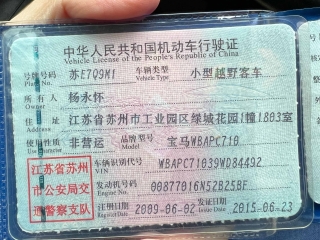 中华人民共和国机动车行驶证
Vehicle License of the People's Republic of China
号牌号码 苏E7Q9M1 车辆类型 小型越野客车
Plate No. Vehicle Type
所有人 杨永怀
Owner
住址 江苏省苏州市工业园区绿域花园1幢1803室
Address
使用性质 非营运 品牌型号 宝马WBAPC710
Use Character Model
车辆识别代号 WBAPC71039WD84492
VIN
发动机号码 00877016N52B25BF
Engine No.
注册日期 2009-06-02 发证日期 2015-06-23
Register Date Issue Date
江苏省苏州
市公安局交
通警察支队